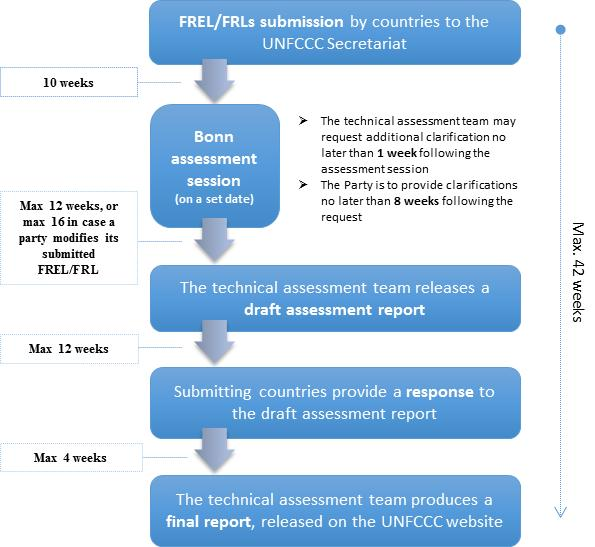 FREL/FRLs submission by countries to the
UNFCCC Secretariat
10 weeks
Bonn
assessment
session
(on a set date)
➢ The technical assessment team may
request additional clarification no
later than 1 week following the
assessment session
➢ The Party is to provide clarifications
no later than 8 weeks following the
request
Max 12 weeks, or
max 16 in case a
party modifies its
submitted
FREL/FRL
The technical assessment team releases a
draft assessment report
Max 12 weeks
Submitting countries provide a response to
the draft assessment report
Max 4 weeks
The technical assessment team produces a
final report, released on the UNFCCC website
Max. 42 weeks